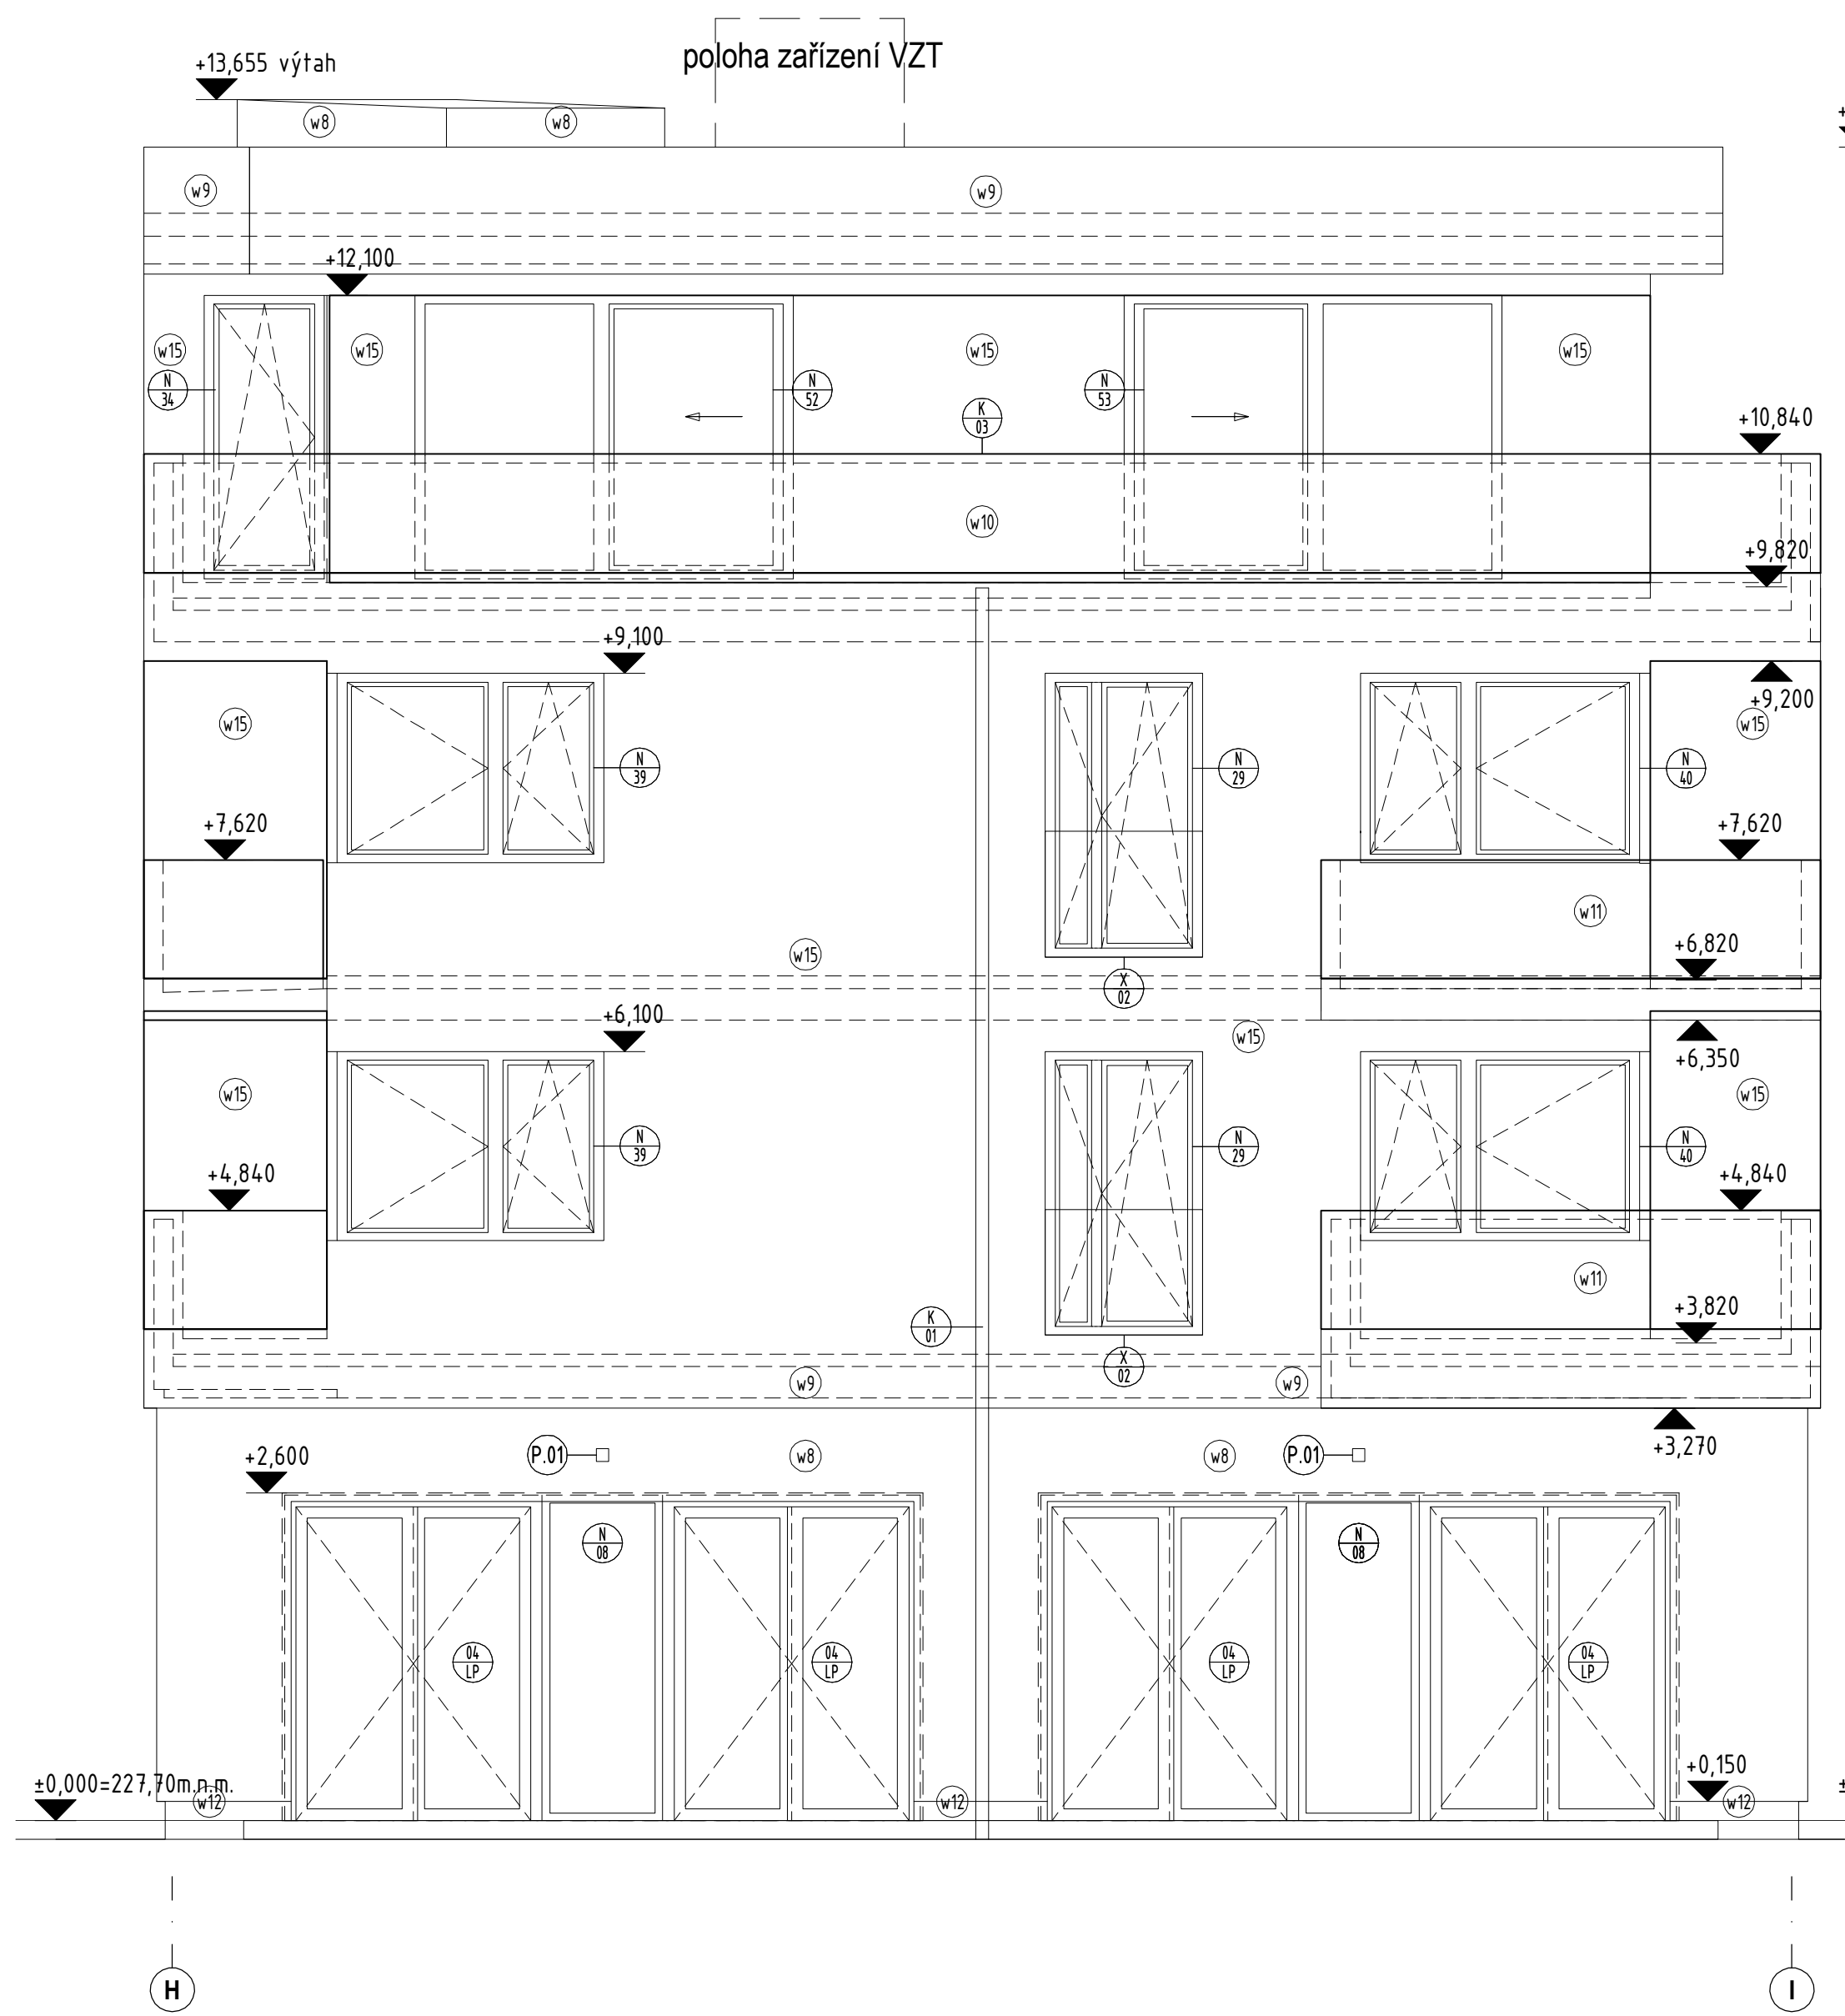 poloha zařízení VZT
+13,655 výtah
w8 w8
w9 w9
+12,100
w15 w15 w15 w15
N 34
N 52
N 53
K 03
+10,840
w10
+9,820
+9,100
+9,200
w15 w15
N 39
N 29
N 40
+7,620 +7,620
w11
w15
+6,820
X 02
+6,100
w15
+6,350
w15 w15
N 39
N 29
N 40
+4,840 +4,840
w11
+3,820
K 01
X 02
w9 w9
+3,270
+2,600
P.01 w8 w8 P.01
N 08
N 08
04 LP
04 LP
04 LP
04 LP
±0,000=227,70m.n.m.
+0,150
w12 w12 w12
H I